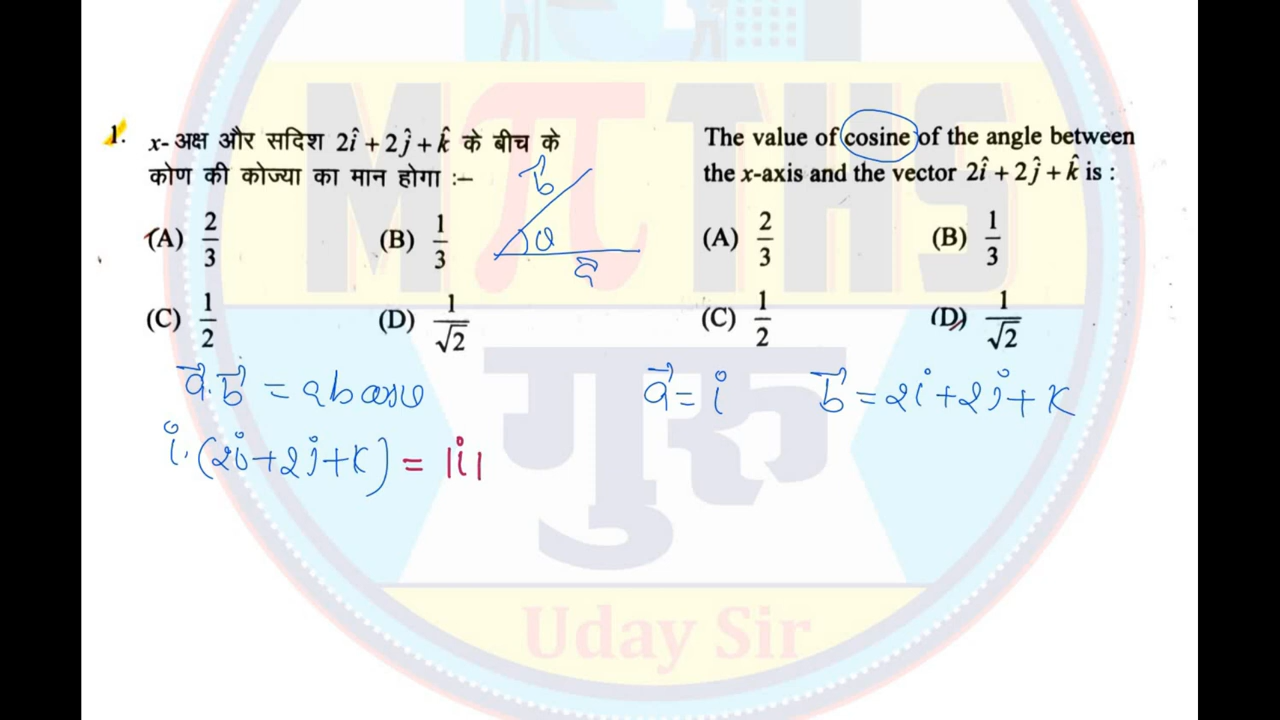 1. x- अक्ष और सदिश 2î + 2ĵ + k̂ के बीच के
कोण की कोज्या का मान होगा :–
(A) 2/3 (B) 1/3
(C) 1/2 (D) 1/√2
The value of cosine of the angle between
the x-axis and the vector 2î + 2ĵ + k̂ is :
(A) 2/3 (B) 1/3
(C) 1/2 (D) 1/√2
b⃗
θ
a⃗
a⃗.b⃗ = ab cosθ
a⃗ = i b⃗ = 2i+2j+k
i.(2i+2j+k) = |i|
MπTHS
गुरु
Uday Sir